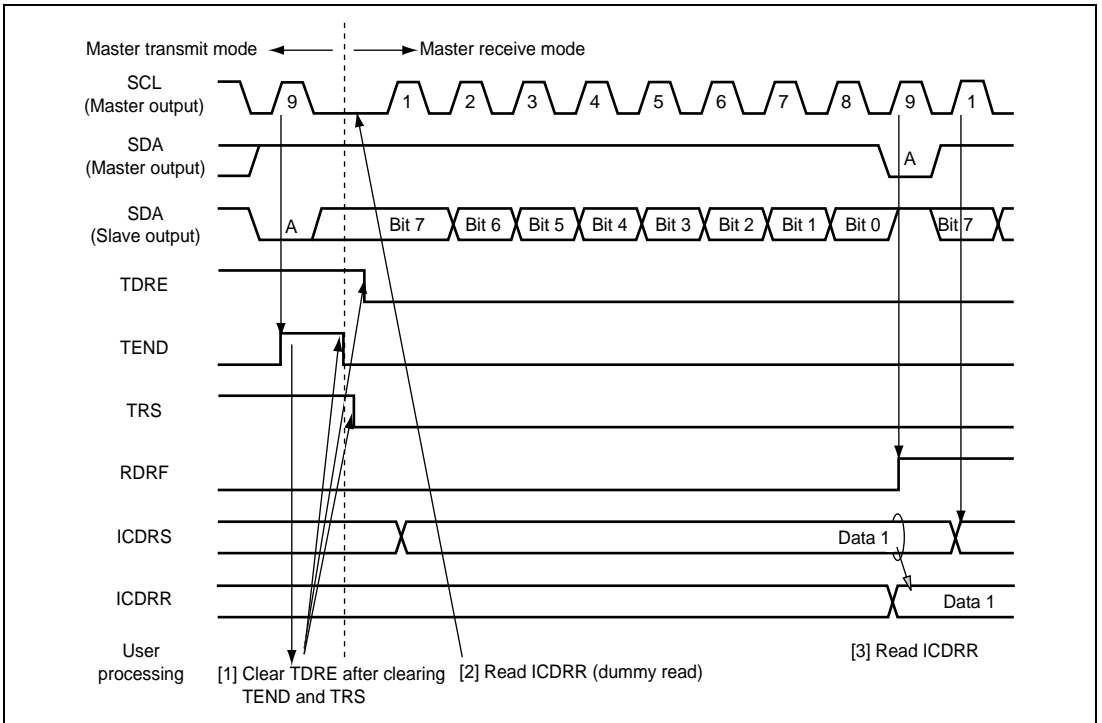 Master transmit mode Master receive mode
SCL
(Master output)
9 1 2 3 4 5 6 7 8 9 1
SDA
(Master output)
A
SDA
(Slave output)
A Bit 7 Bit 6 Bit 5 Bit 4 Bit 3 Bit 2 Bit 1 Bit 0 Bit 7
TDRE
TEND
TRS
RDRF
ICDRS
Data 1
ICDRR
Data 1
User
processing
[1] Clear TDRE after clearing
TEND and TRS
[2] Read ICDRR (dummy read)
[3] Read ICDRR